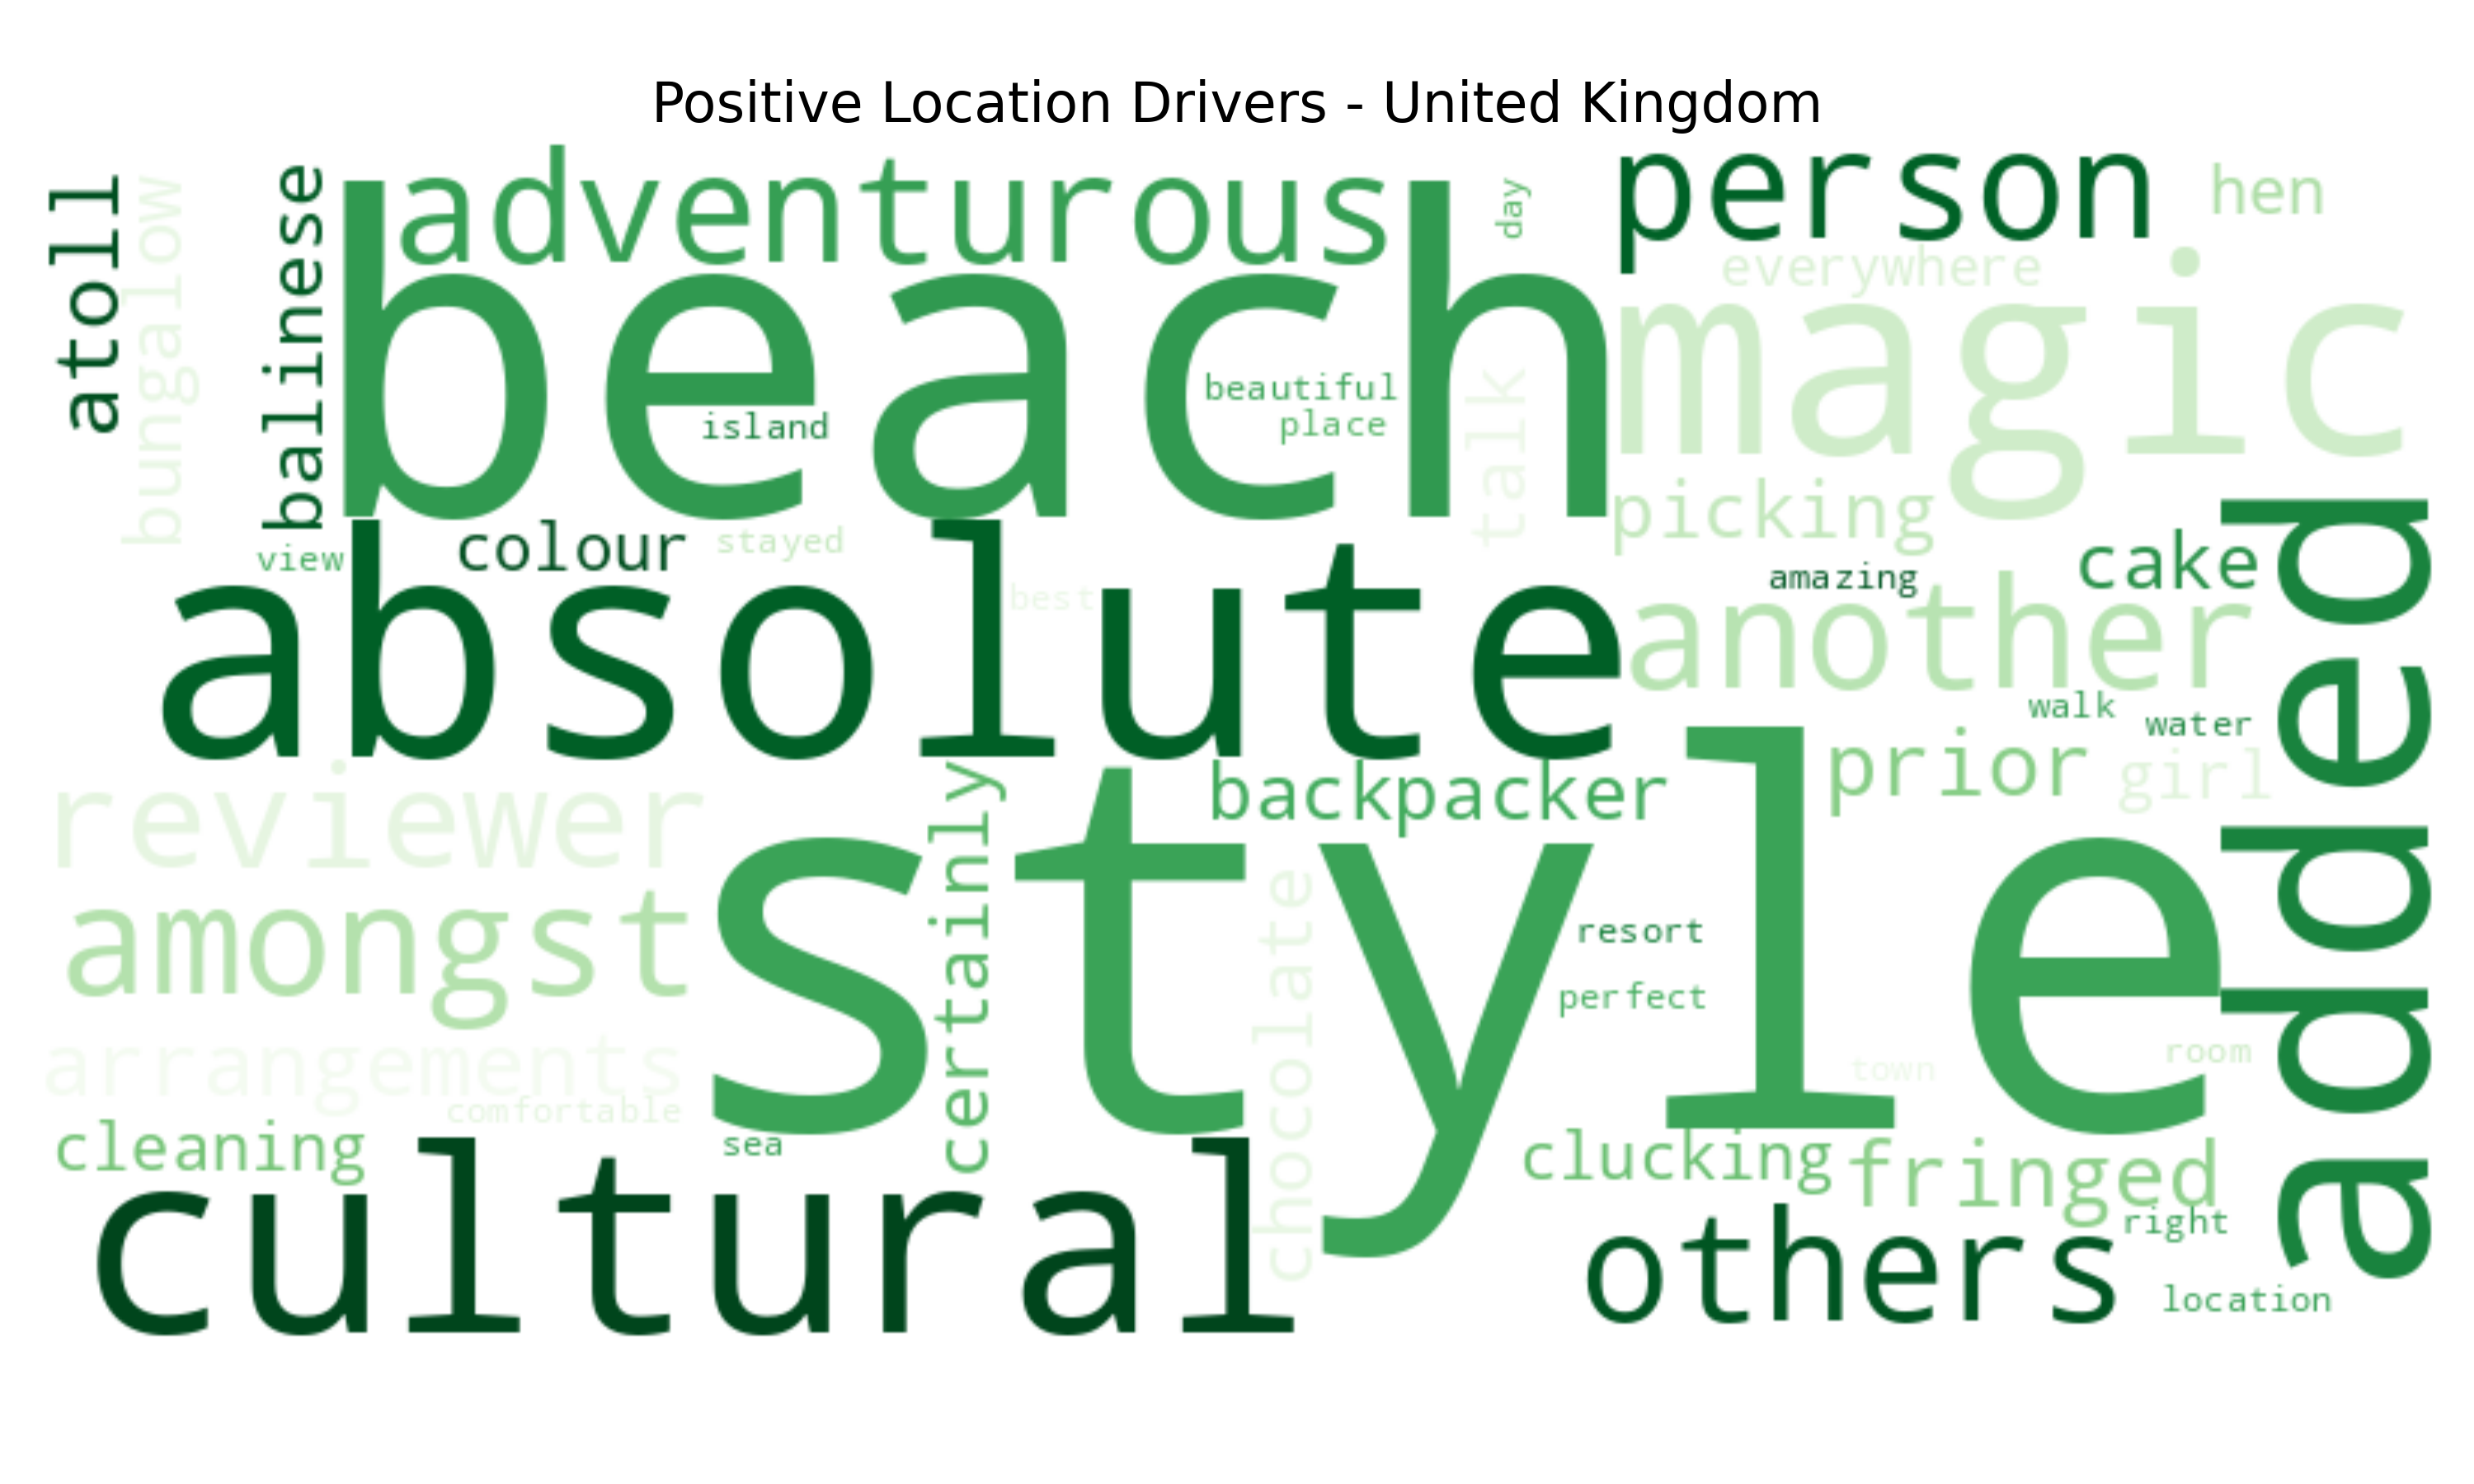 Positive Location Drivers - United Kingdom
atoll
bungalow
balinese
adventurous
beach
day
person
hen
everywhere
magic
beautiful
place
island
talk
picking
view
colour
stayed
absolute
best
amazing
cake
another
added
walk
water
reviewer
certainly
backpacker
prior
girl
style
amongst
chocolate
resort
perfect
arrangements
comfortable
town
room
cleaning
sea
clucking
fringed
cultural
others
right
location